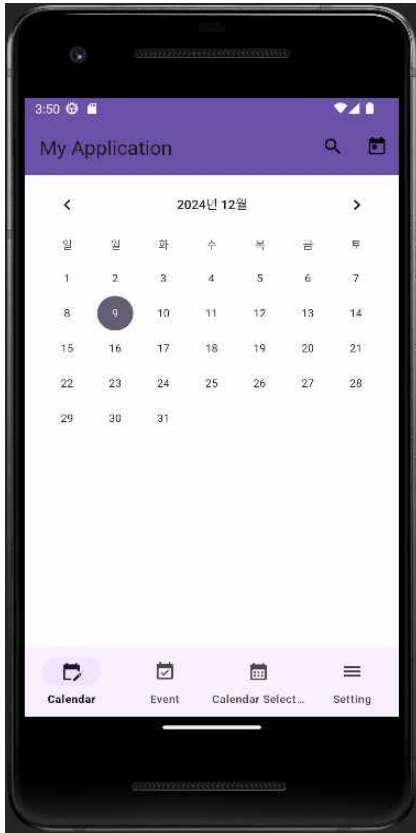 3:50
My Application
2024년 12월
일 월 화 수 목 금 토
1 2 3 4 5 6 7
8 9 10 11 12 13 14
15 16 17 18 19 20 21
22 23 24 25 26 27 28
29 30 31
Calendar Event Calendar Select... Setting